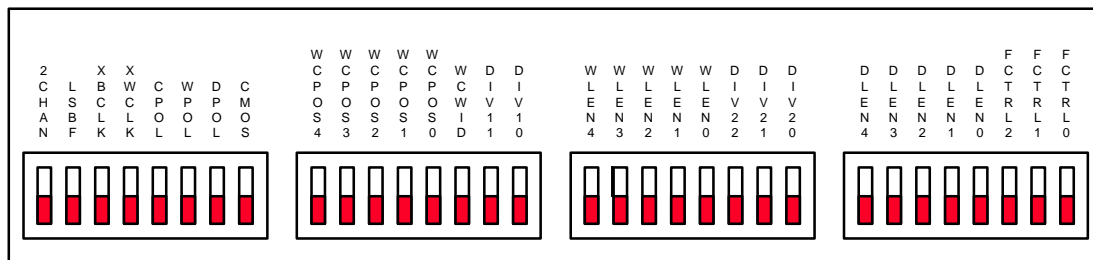 2CHAN
LSBF
XBCLK
XWCLK
CPOL
WPOL
DPOL
CMOS
WCPOS4
WCPOS3
WCPOS2
WCPOS1
WCPOS0
WCWID
DIV11
DIV10
WLEN4
WLEN3
WLEN2
WLEN1
WLEN0
DIV22
DIV21
DIV20
DLEN4
DLEN3
DLEN2
DLEN1
DLEN0
FCTRL2
FCTRL1
FCTRL0